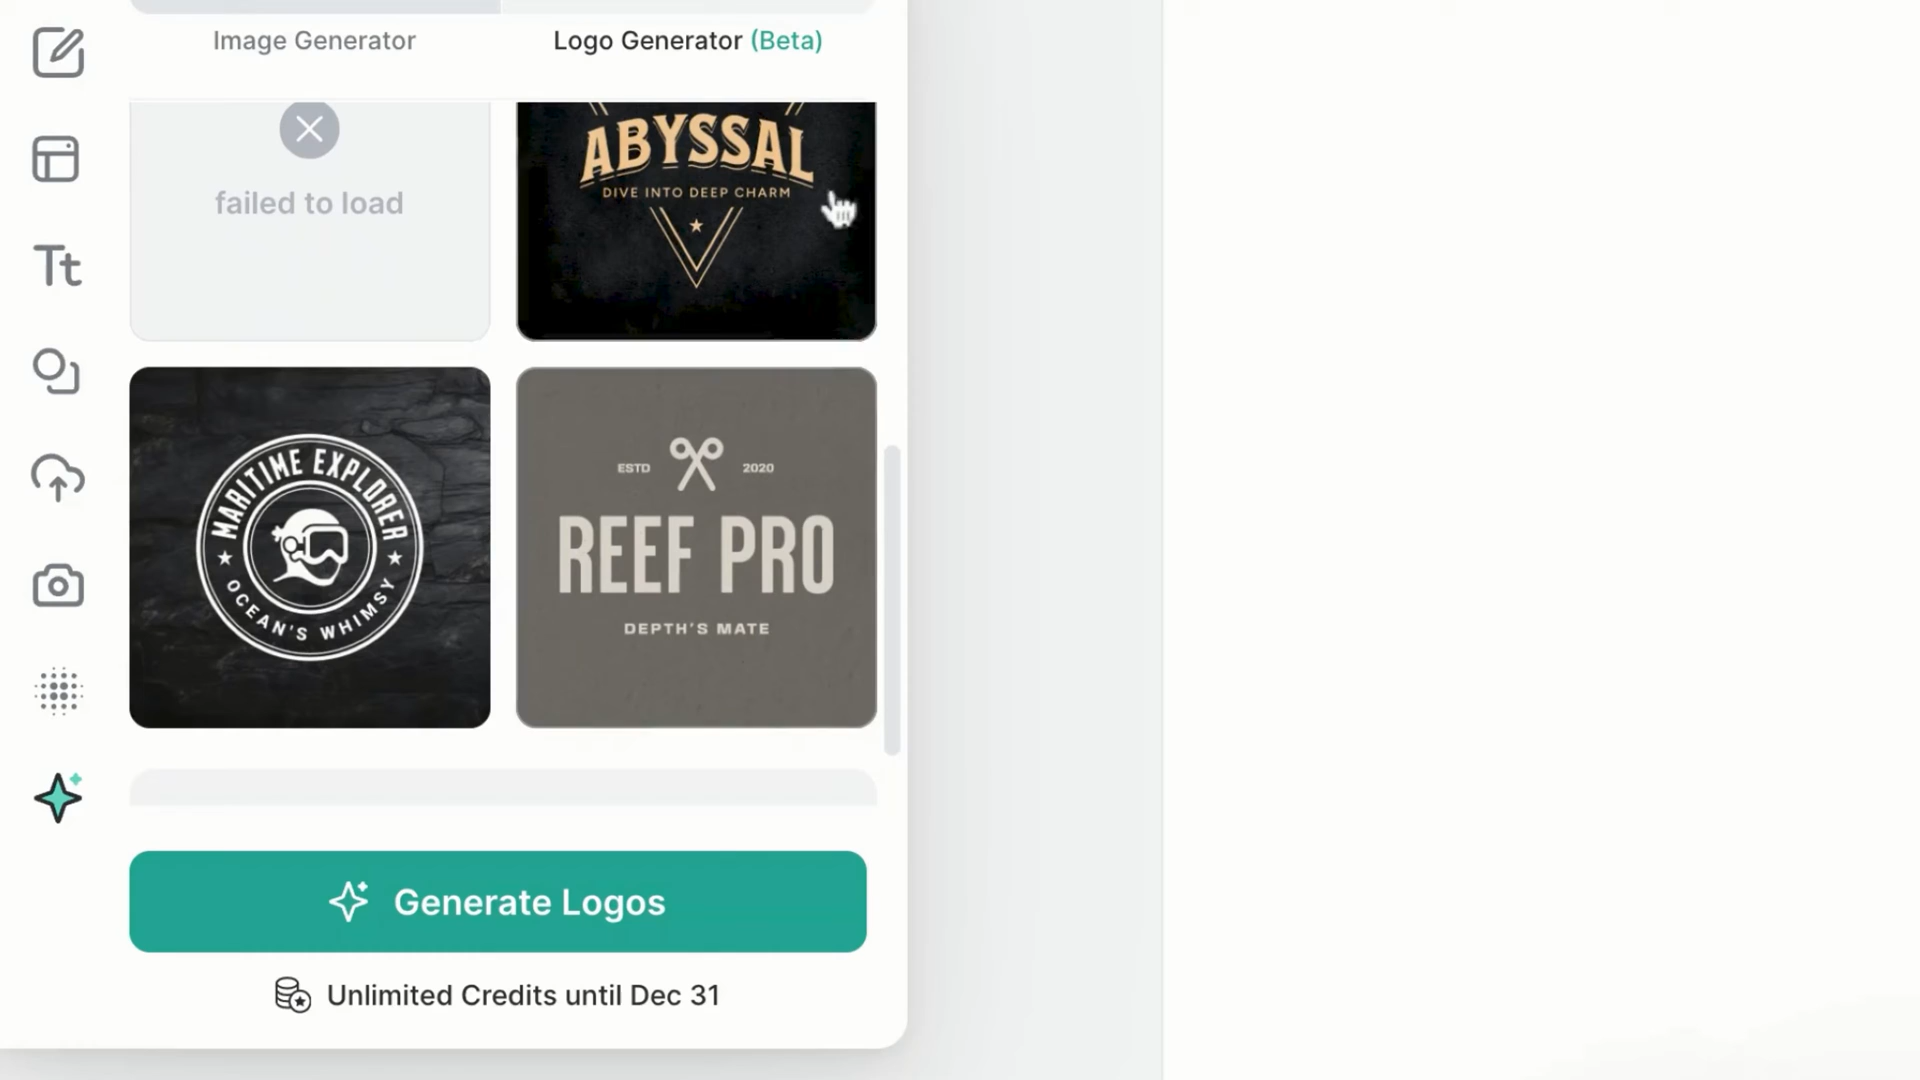 Image Generator
Logo Generator (Beta)
failed to load
ABYSSAL
DIVE INTO DEEP CHARM
Tt
MARITIME EXPLORER
OCEAN'S WHIMSY
ESTD 2020
REEF PRO
DEPTH'S MATE
Generate Logos
Unlimited Credits until Dec 31